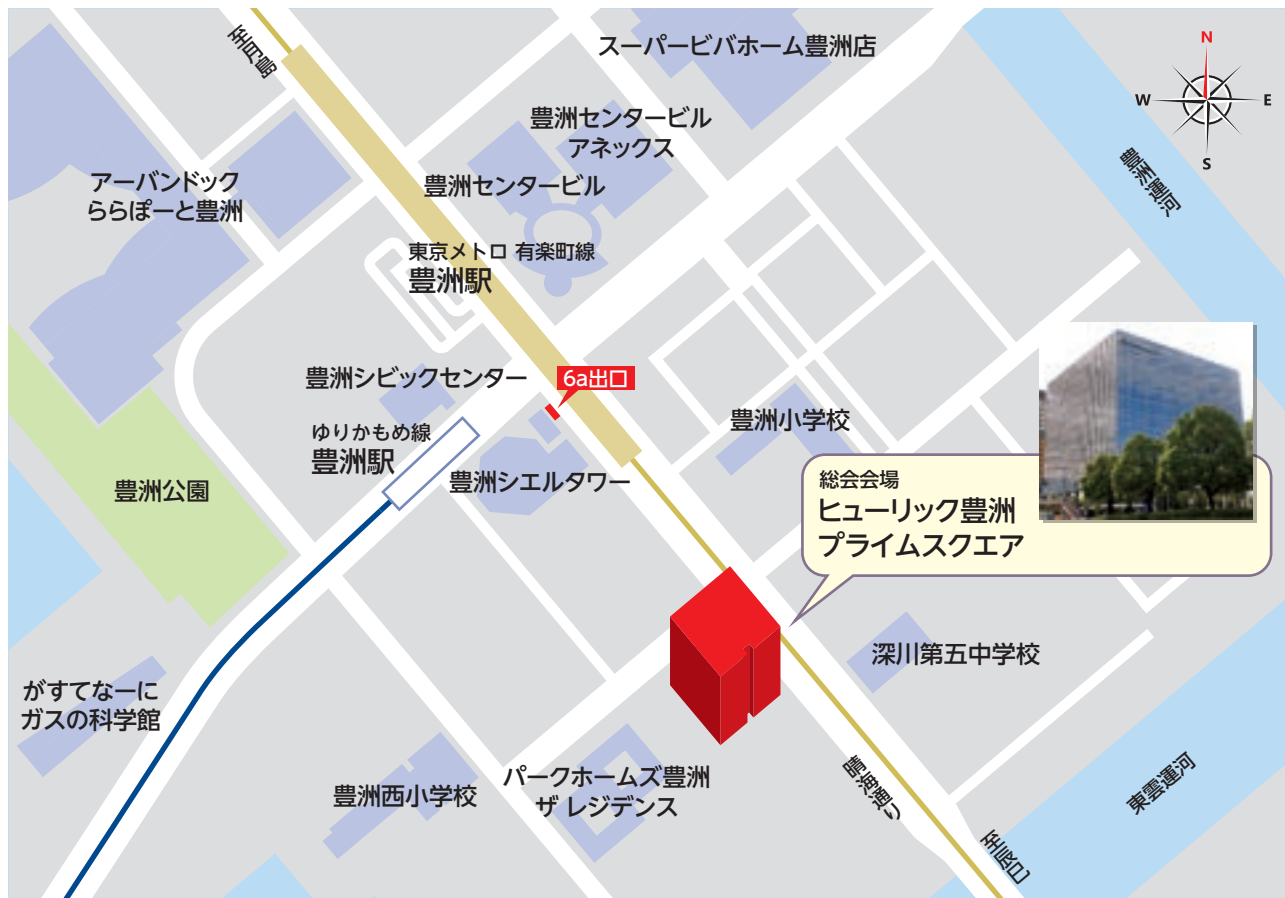 至月島
スーパービバホーム豊洲店
N
W
E
S
豊洲センタービル
アネックス
豊洲運河
アーバンドック
ららぽーと豊洲
豊洲センタービル
東京メトロ 有楽町線
豊洲駅
豊洲シビックセンター
6a出口
ゆりかもめ線
豊洲駅
豊洲小学校
豊洲公園
豊洲シエルタワー
総会会場
ヒューリック豊洲
プライムスクエア
深川第五中学校
がすてなーに
ガスの科学館
豊洲西小学校
パークホームズ豊洲
ザ レジデンス
晴海通り
東雲運河
至辰巳